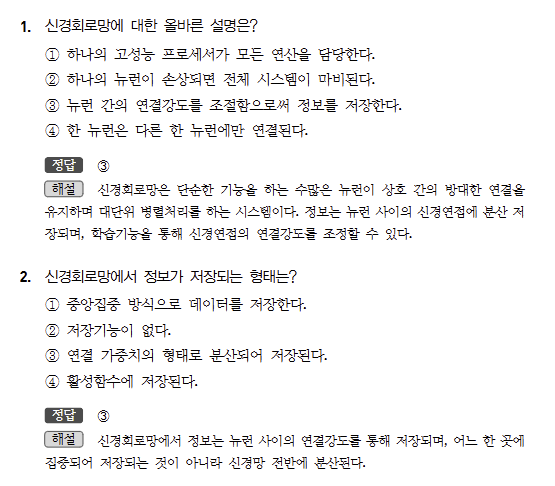 1. 신경회로망에 대한 올바른 설명은?
① 하나의 고성능 프로세서가 모든 연산을 담당한다.
② 하나의 뉴런이 손상되면 전체 시스템이 마비된다.
③ 뉴런 간의 연결강도를 조절함으로써 정보를 저장한다.
④ 한 뉴런은 다른 한 뉴런에만 연결된다.
정답 ③
해설 신경회로망은 단순한 기능을 하는 수많은 뉴런이 상호 간의 방대한 연결을
유지하며 대단위 병렬처리를 하는 시스템이다. 정보는 뉴런 사이의 신경연접에 분산 저
장되며, 학습기능을 통해 신경연접의 연결강도를 조정할 수 있다.
2. 신경회로망에서 정보가 저장되는 형태는?
① 중앙집중 방식으로 데이터를 저장한다.
② 저장기능이 없다.
③ 연결 가중치의 형태로 분산되어 저장된다.
④ 활성함수에 저장된다.
정답 ③
해설 신경회로망에서 정보는 뉴런 사이의 연결강도를 통해 저장되며, 어느 한 곳에
집중되어 저장되는 것이 아니라 신경망 전반에 분산된다.